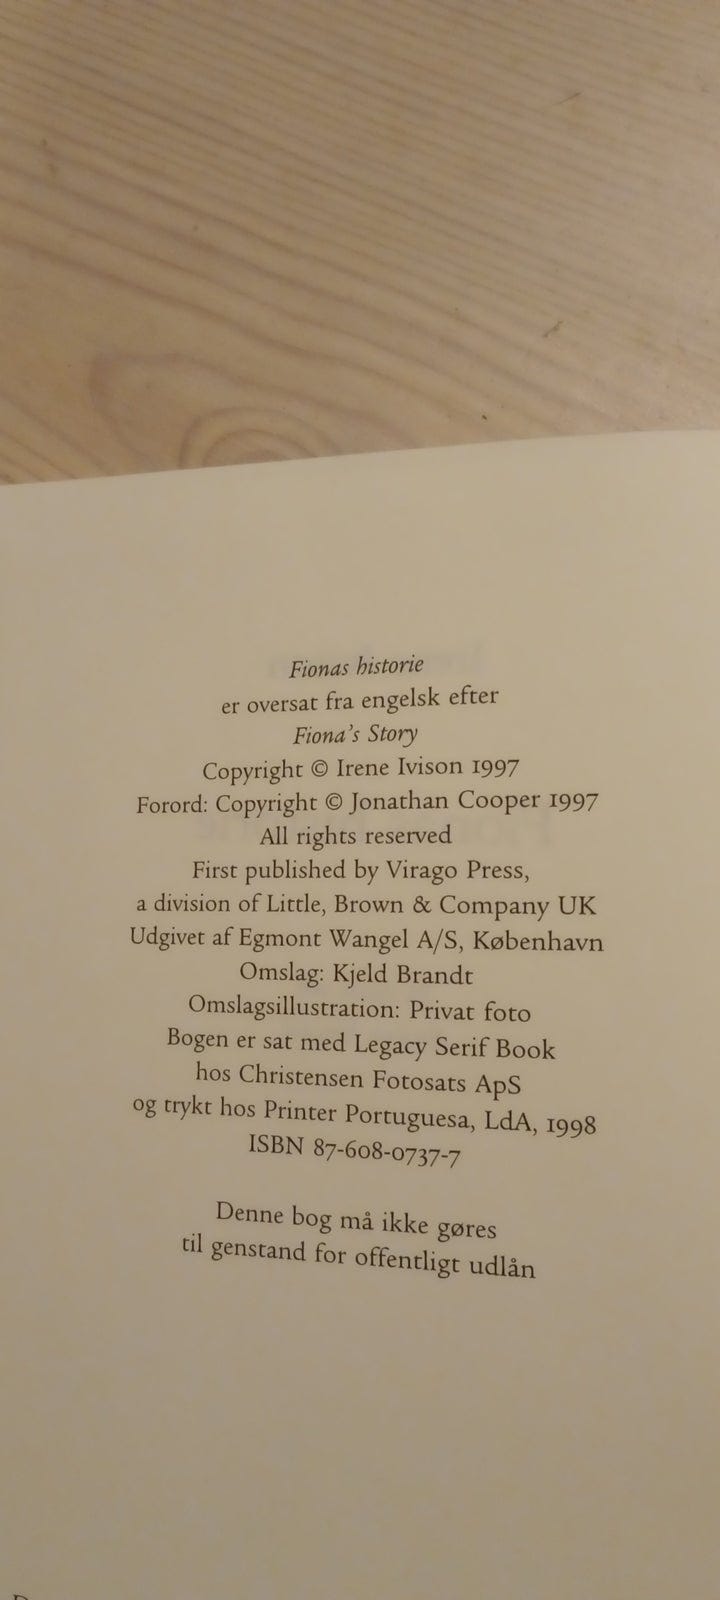 Fionas historie
er oversat fra engelsk efter
Fiona's Story
Copyright © Irene Ivison 1997
Forord: Copyright © Jonathan Cooper 1997
All rights reserved
First published by Virago Press,
a division of Little, Brown & Company UK
Udgivet af Egmont Wangel A/S, København
Omslag: Kjeld Brandt
Omslagsillustration: Privat foto
Bogen er sat med Legacy Serif Book
hos Christensen Fotosats ApS
og trykt hos Printer Portuguesa, LdA, 1998
ISBN 87-608-0737-7
Denne bog må ikke gøres
til genstand for offentligt udlån